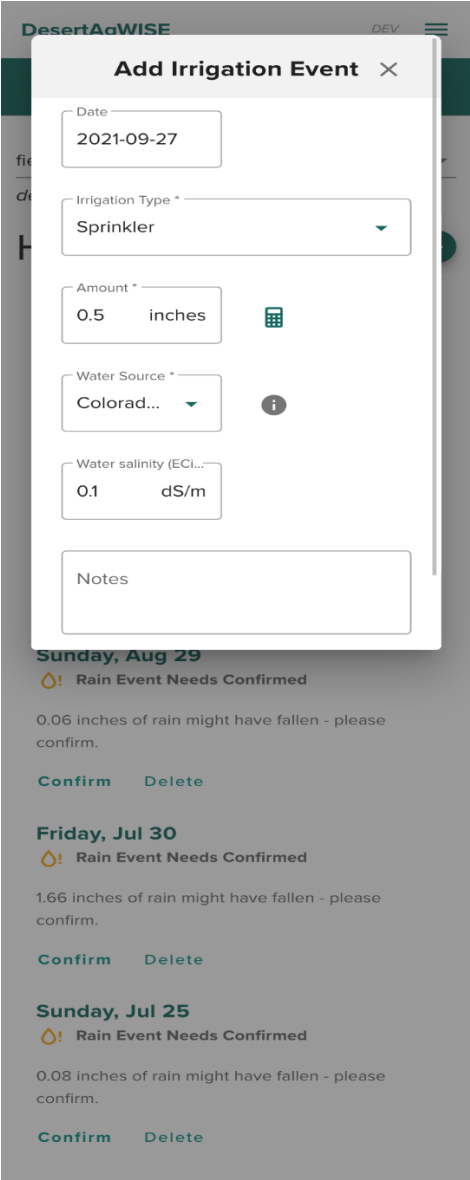 DesertAgWISE
DEV
Add Irrigation Event
Date
2021-09-27
Irrigation Type *
Sprinkler
Amount *
0.5 inches
Water Source *
Colorad...
Water salinity (ECi...
0.1 dS/m
Notes
Sunday, Aug 29
Rain Event Needs Confirmed
0.06 inches of rain might have fallen - please
confirm.
Confirm Delete
Friday, Jul 30
Rain Event Needs Confirmed
1.66 inches of rain might have fallen - please
confirm.
Confirm Delete
Sunday, Jul 25
Rain Event Needs Confirmed
0.08 inches of rain might have fallen - please
confirm.
Confirm Delete